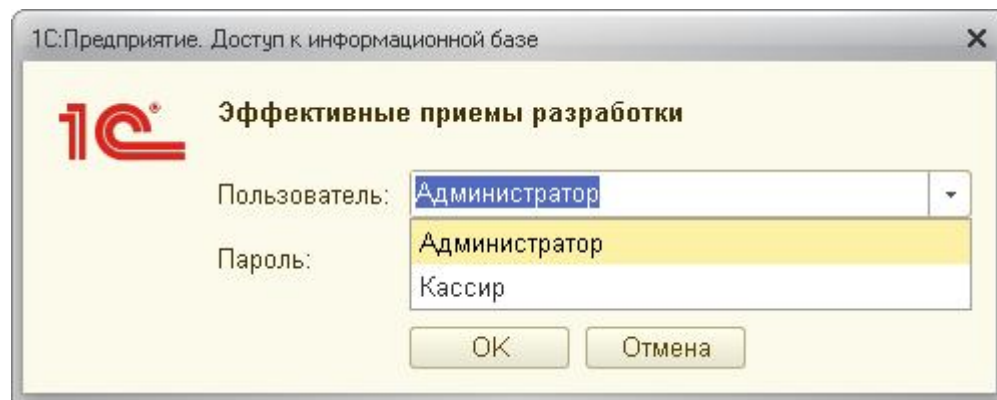 1С:Предприятие. Доступ к информационной базе
1С®
Эффективные приемы разработки
Пользователь: Администратор
Администратор
Пароль:
Кассир
OK Отмена